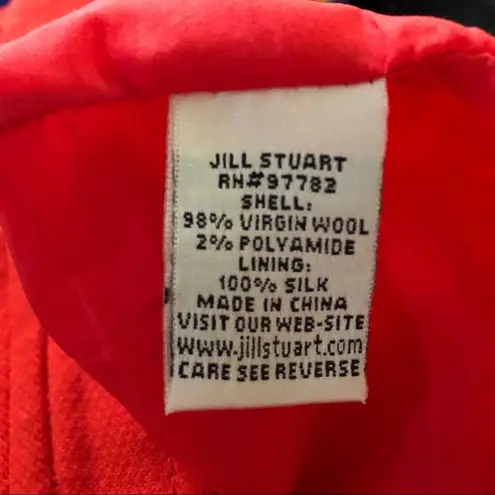 JILL STUART
RN#97782
SHELL:
98% VIRGIN WOOL
2% POLYAMIDE
LINING:
100% SILK
MADE IN CHINA
VISIT OUR WEB-SITE
www.jillstuart.com
CARE SEE REVERSE